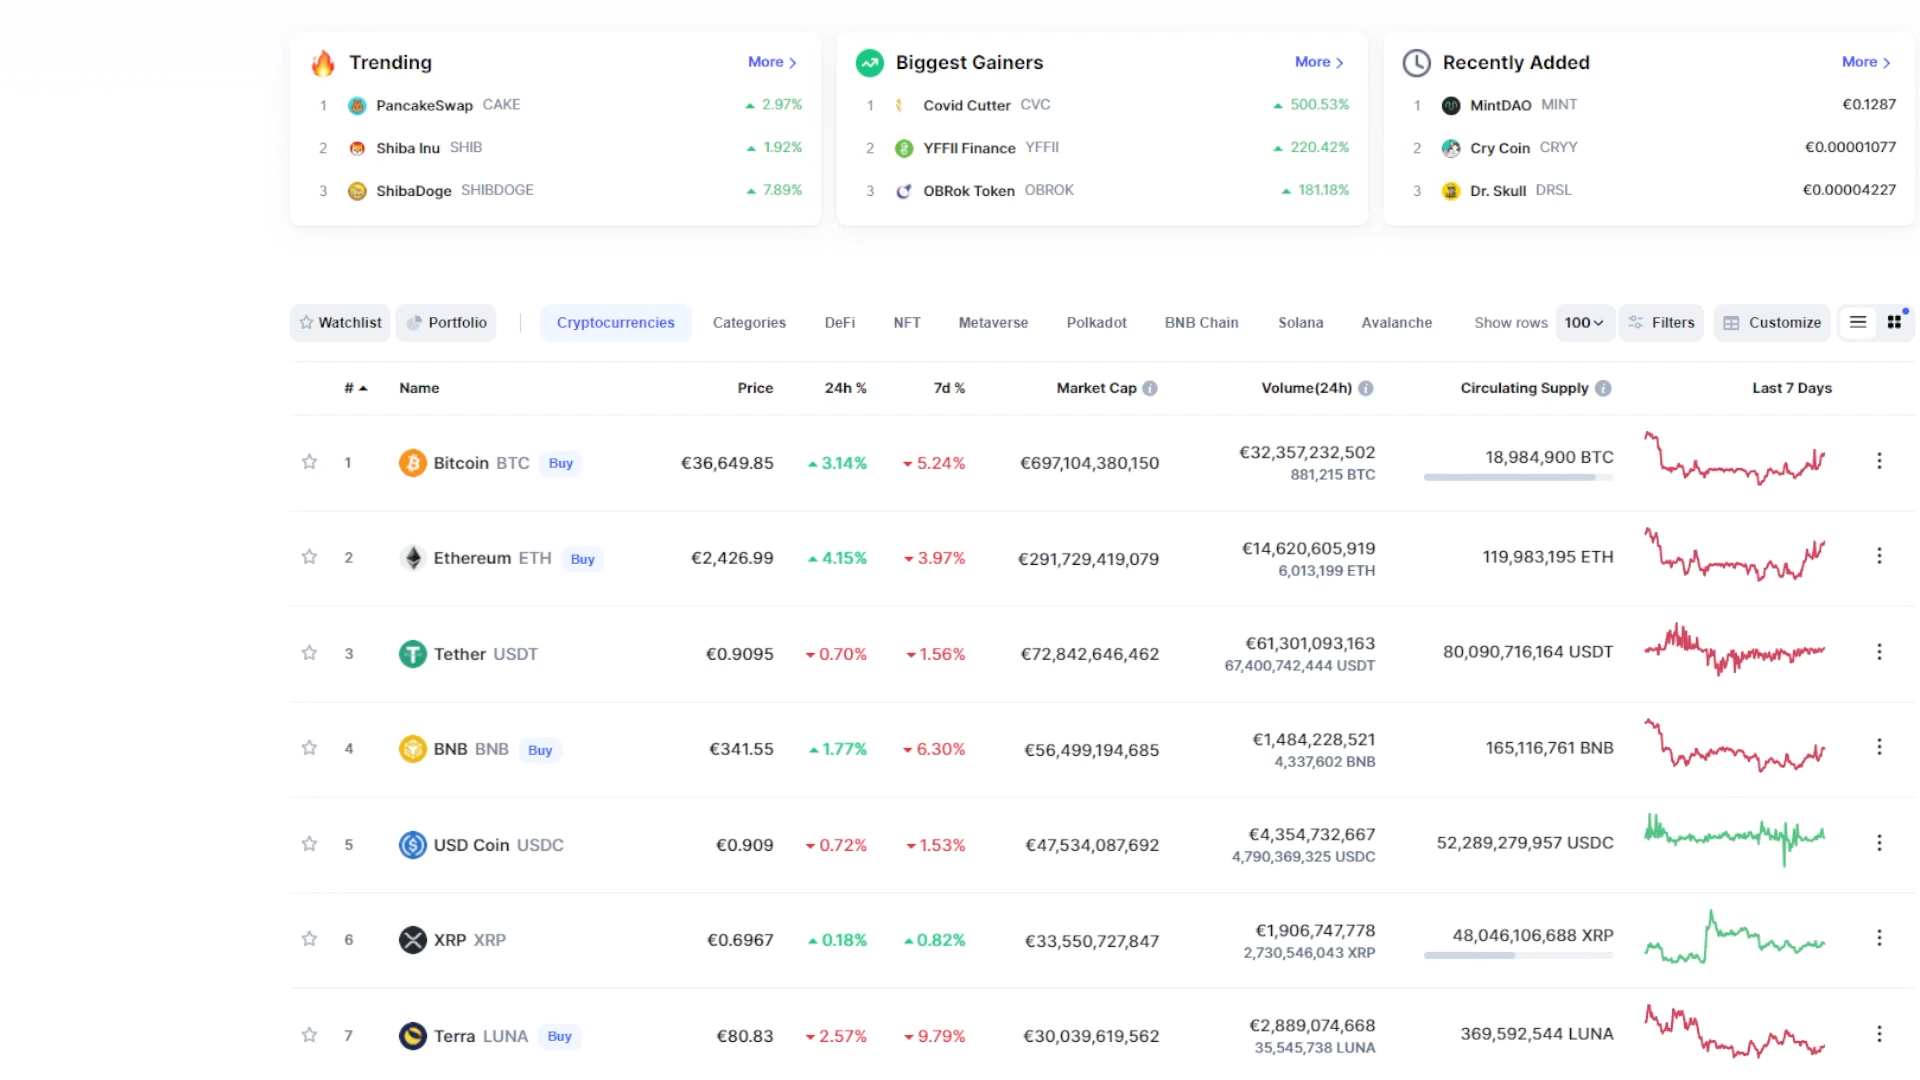 Trending More
1 PancakeSwap CAKE 2.97%
2 Shiba Inu SHIB 1.92%
3 ShibaDoge SHIBDOGE 7.89%
Biggest Gainers More
1 Covid Cutter CVC 500.53%
2 YFFII Finance YFFII 220.42%
3 OBRok Token OBROK 181.18%
Recently Added More
1 MintDAO MINT €0.1287
2 Cry Coin CRYY €0.00001077
3 Dr. Skull DRSL €0.00004227
Watchlist Portfolio Cryptocurrencies Categories DeFi NFT Metaverse Polkadot BNB Chain Solana Avalanche Show rows 100 Filters Customize
# Name Price 24h % 7d % Market Cap Volume(24h) Circulating Supply Last 7 Days
1 Bitcoin BTC Buy €36,649.85 3.14% 5.24% €697,104,380,150 €32,357,232,502 18,984,900 BTC
881,215 BTC
2 Ethereum ETH Buy €2,426.99 4.15% 3.97% €291,729,419,079 €14,620,605,919 119,983,195 ETH
6,013,199 ETH
3 Tether USDT €0.9095 0.70% 1.56% €72,842,646,462 €61,301,093,163 80,090,716,164 USDT
67,400,742,444 USDT
4 BNB BNB Buy €341.55 1.77% 6.30% €56,499,194,685 €1,484,228,521 165,116,761 BNB
4,337,602 BNB
5 USD Coin USDC €0.909 0.72% 1.53% €47,534,087,692 €4,354,732,667 52,289,279,957 USDC
4,790,369,325 USDC
6 XRP XRP €0.6967 0.18% 0.82% €33,550,727,847 €1,906,747,778 48,046,106,688 XRP
2,730,546,043 XRP
7 Terra LUNA Buy €80.83 2.57% 9.79% €30,039,619,562 €2,889,074,668 369,592,544 LUNA
35,545,738 LUNA